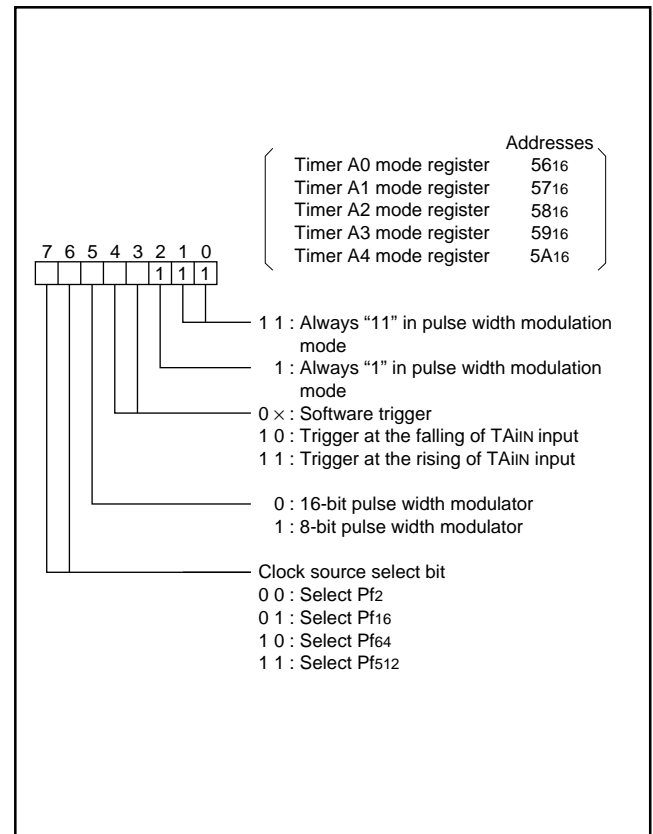 Addresses
Timer A0 mode register 5616
Timer A1 mode register 5716
Timer A2 mode register 5816
Timer A3 mode register 5916
Timer A4 mode register 5A16
7 6 5 4 3 2 1 0
1 1 1
1 1 : Always “11” in pulse width modulation
mode
1 : Always “1” in pulse width modulation
mode
0 × : Software trigger
1 0 : Trigger at the falling of TAiIN input
1 1 : Trigger at the rising of TAiIN input
0 : 16-bit pulse width modulator
1 : 8-bit pulse width modulator
Clock source select bit
0 0 : Select Pf2
0 1 : Select Pf16
1 0 : Select Pf64
1 1 : Select Pf512